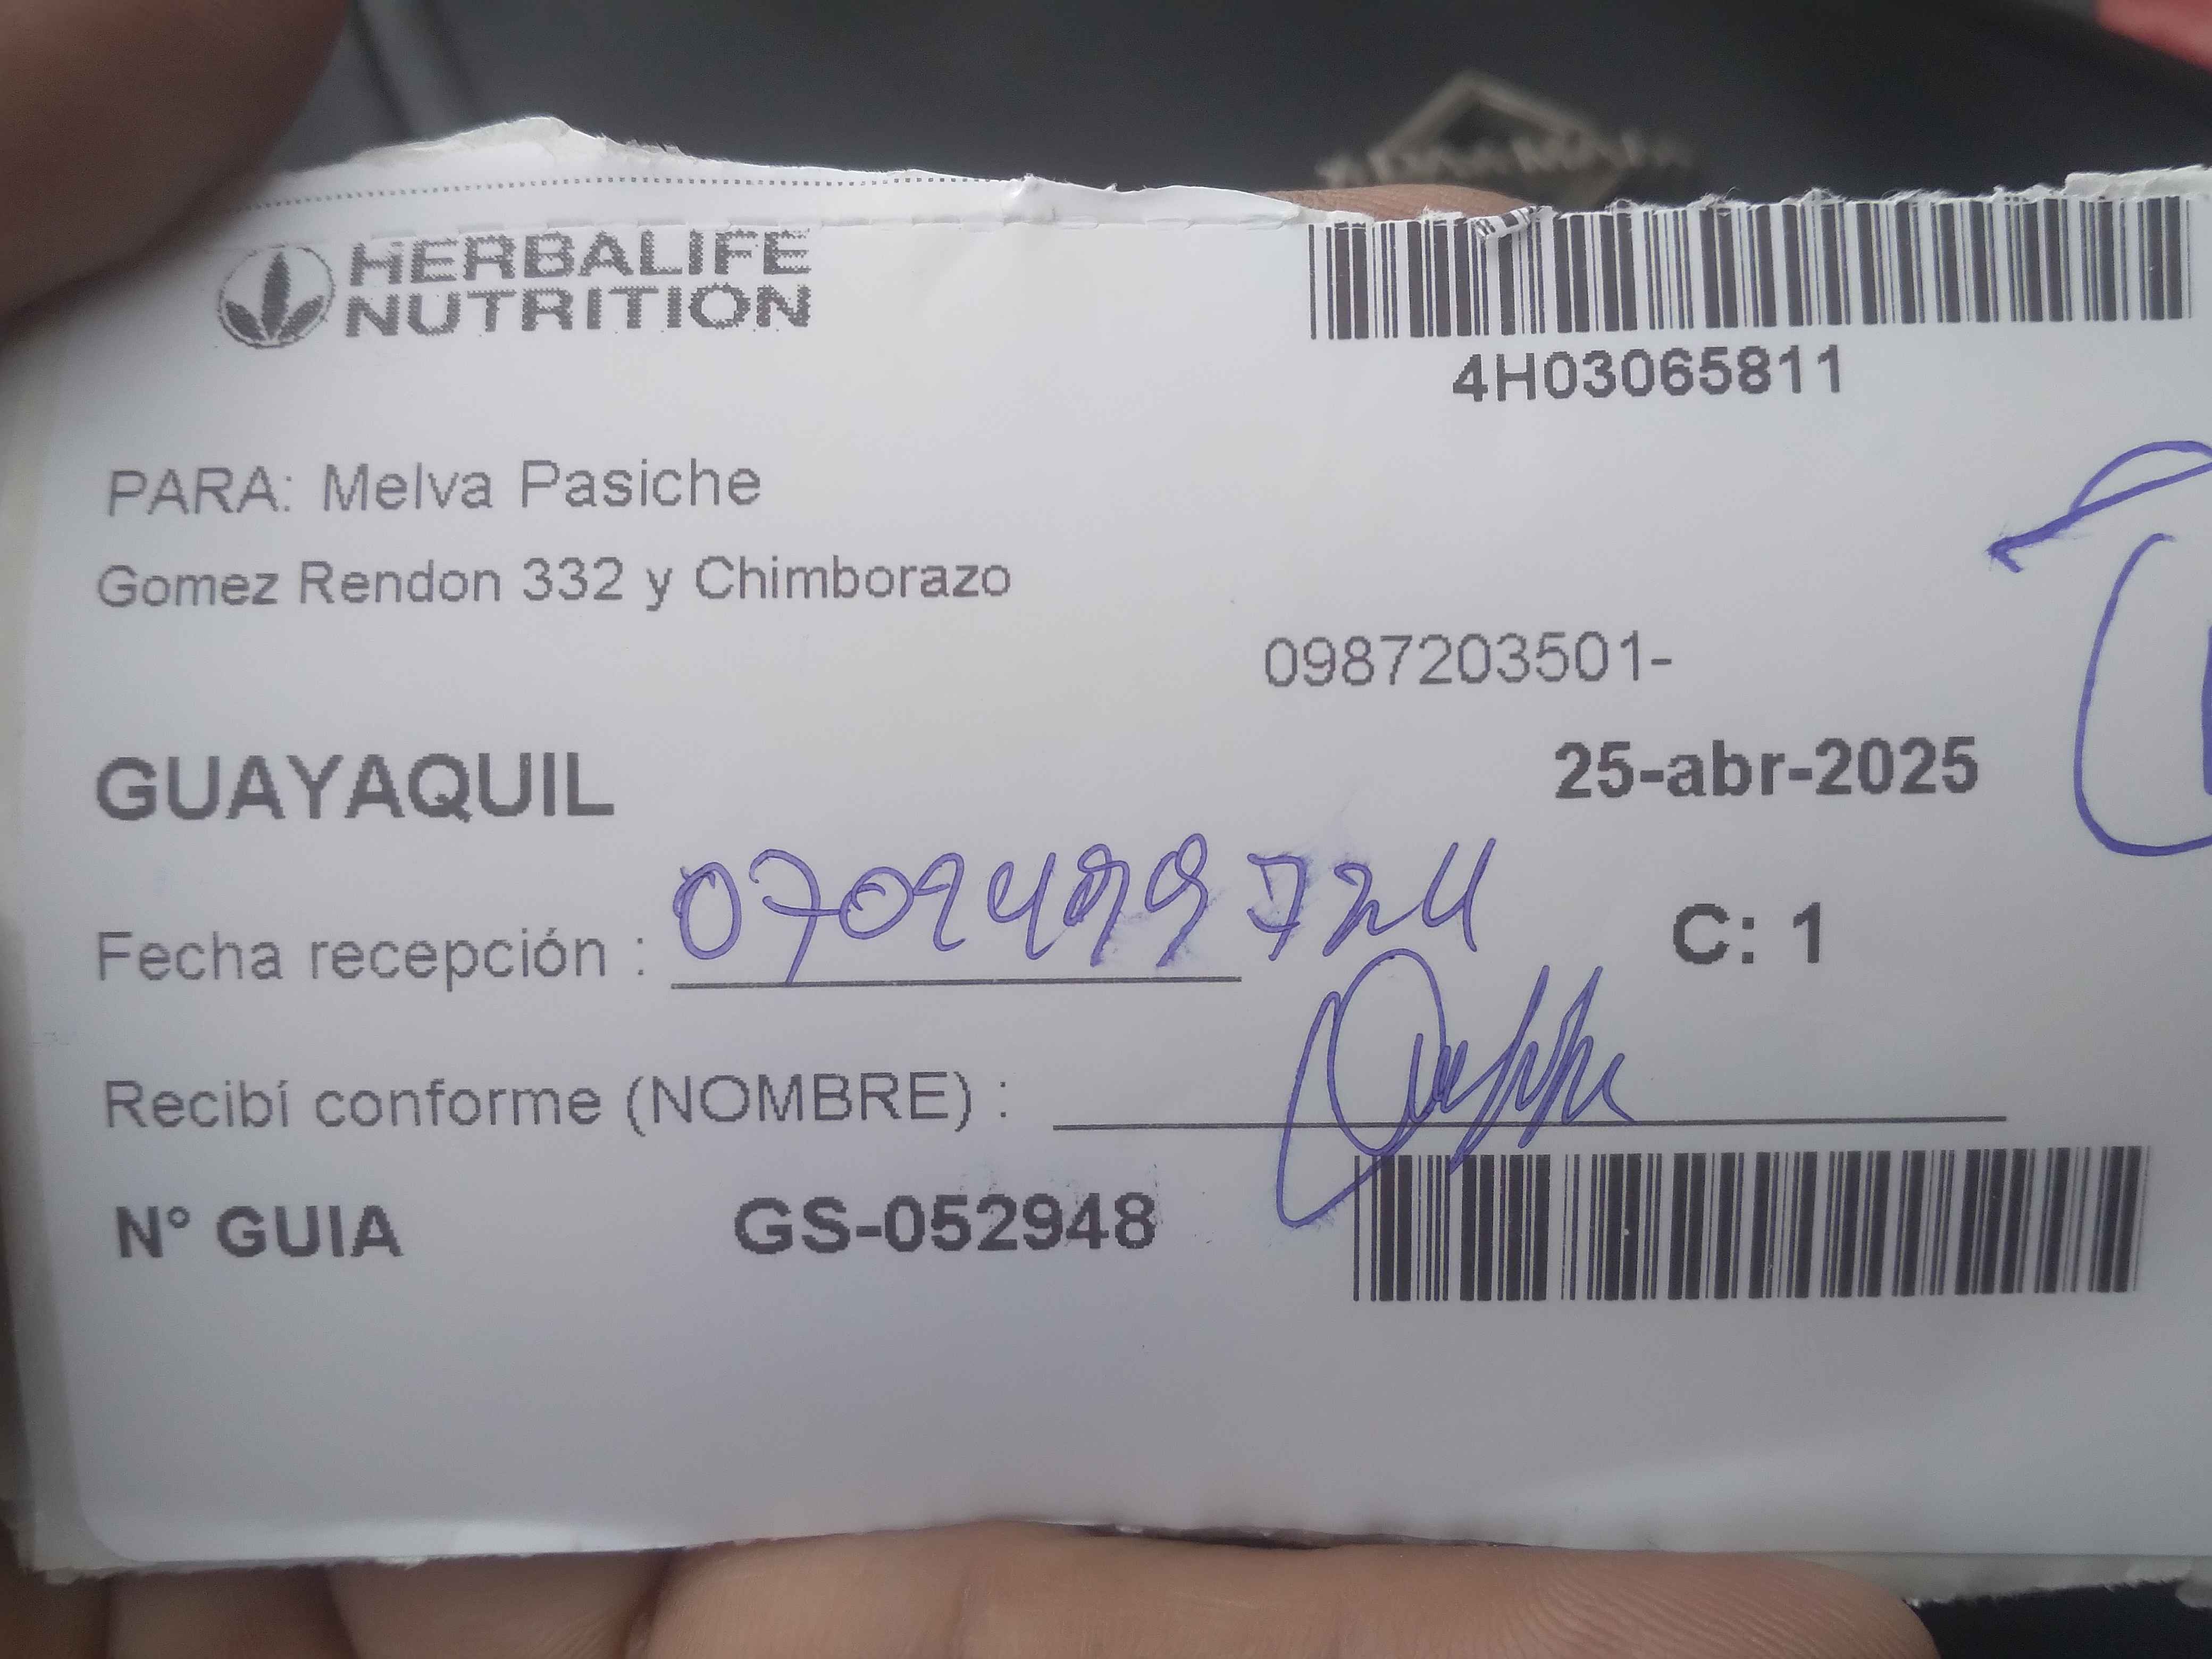 HERBALIFE
NUTRITION
4H03065811
PARA: Melva Pasiche
Gomez Rendon 332 y Chimborazo
0987203501-
GUAYAQUIL
25-abr-2025
Fecha recepción :
C: 1
Recibí conforme (NOMBRE) :
N° GUIA GS-052948